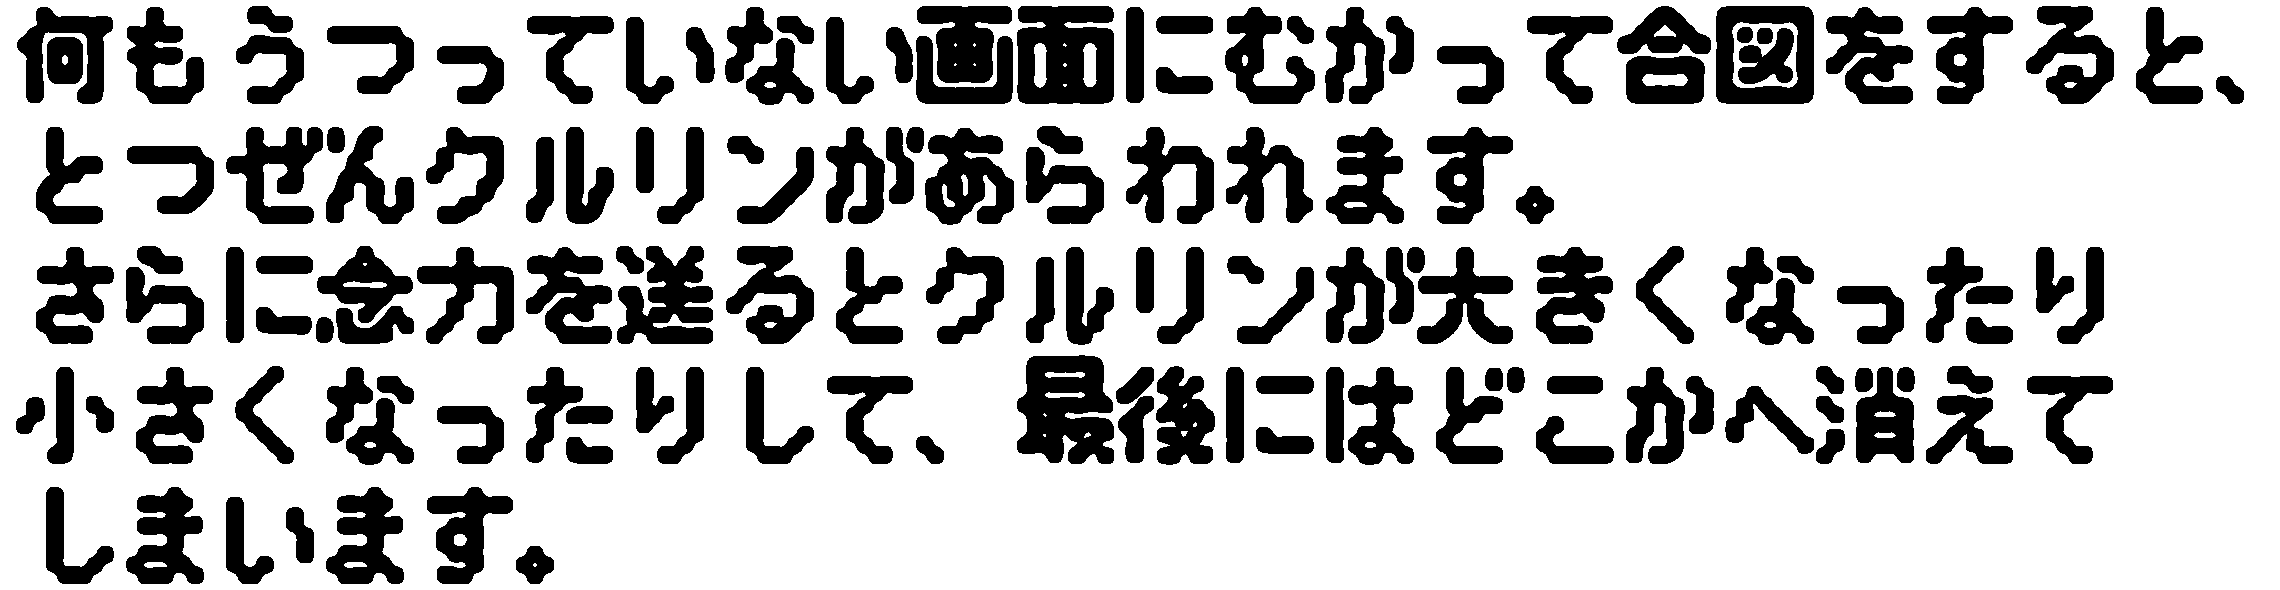 何もうつっていない画面にむかって合図をすると、
とつぜんクルリンがあらわれます。
さらに念力を送るとクルリンが大きくなったり
小さくなったりして、最後にはどこかへ消えて
しまいます。